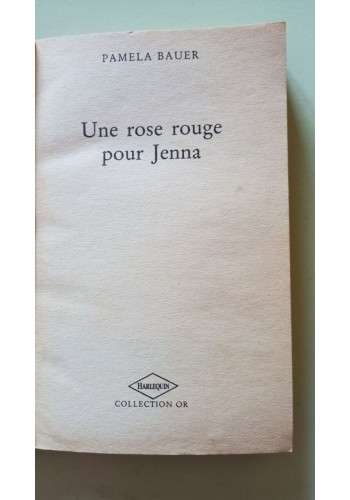 PAMELA BAUER
Une rose rouge
pour Jenna
HARLEQUIN
COLLECTION OR